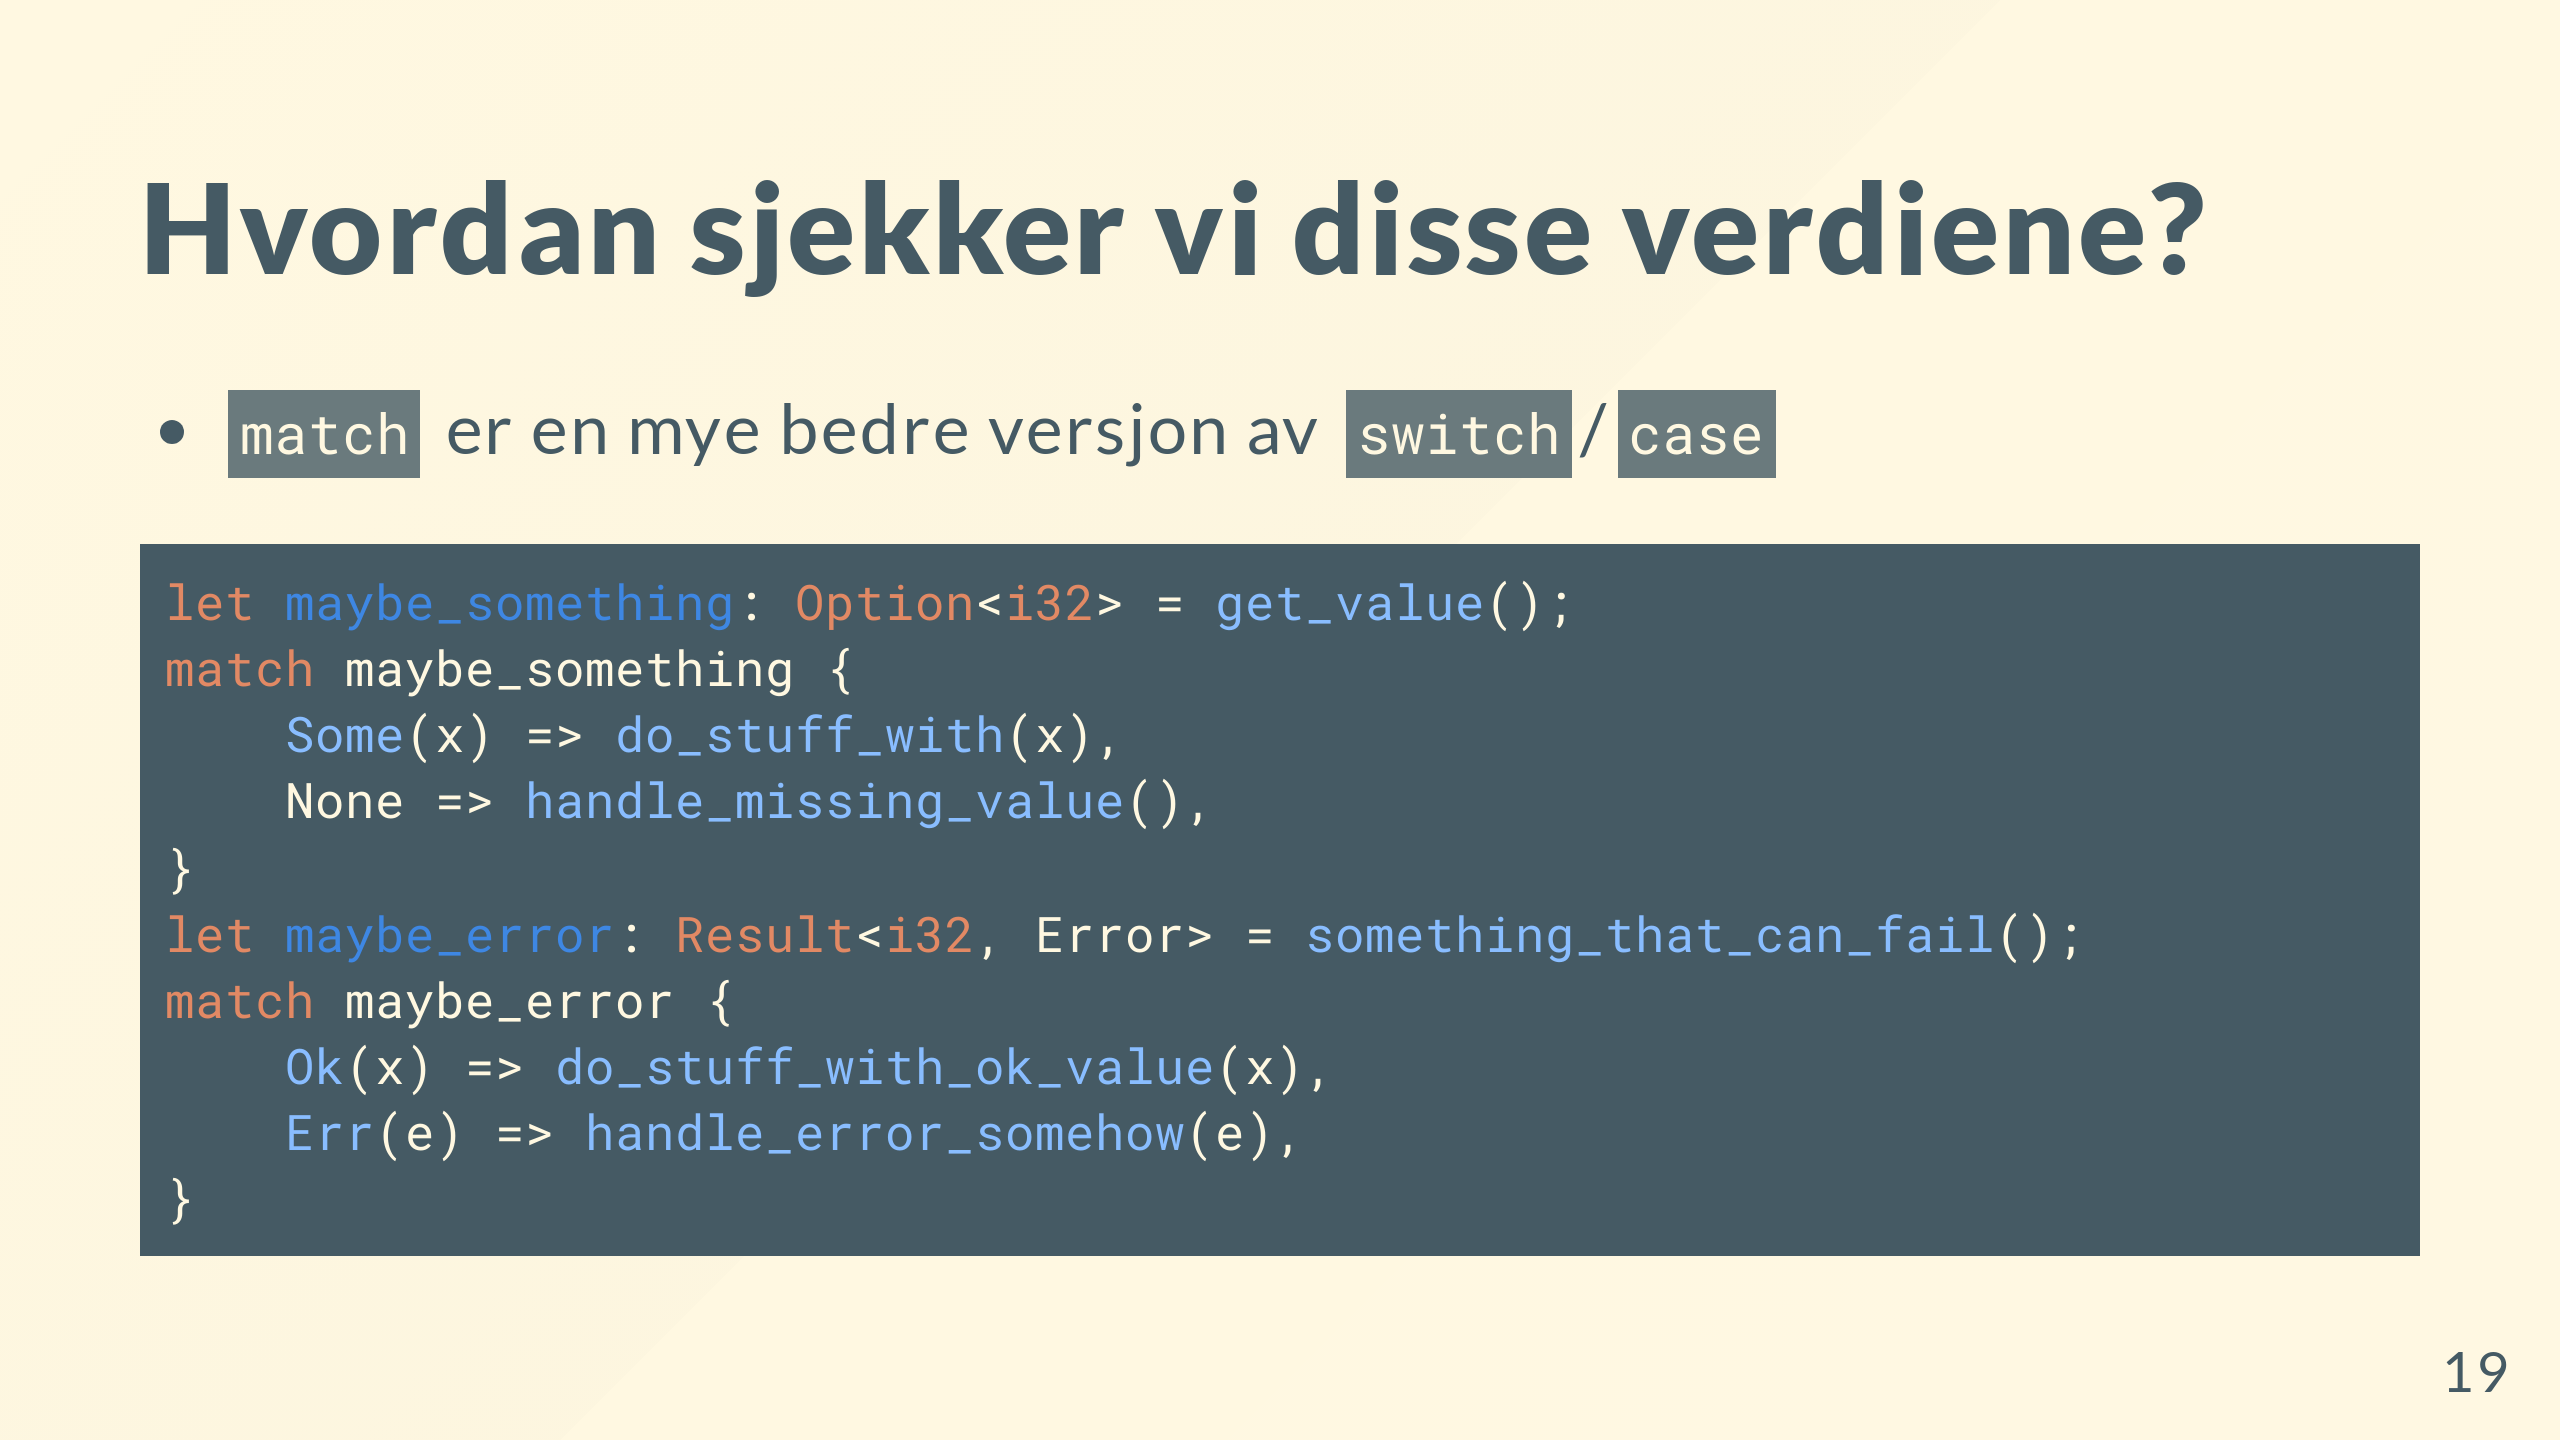 Hvordan sjekker vi disse verdiene?
• match er en mye bedre versjon av switch/case
let maybe_something: Option<i32> = get_value();
match maybe_something {
    Some(x) => do_stuff_with(x),
    None => handle_missing_value(),
}
let maybe_error: Result<i32, Error> = something_that_can_fail();
match maybe_error {
    Ok(x) => do_stuff_with_ok_value(x),
    Err(e) => handle_error_somehow(e),
}
19